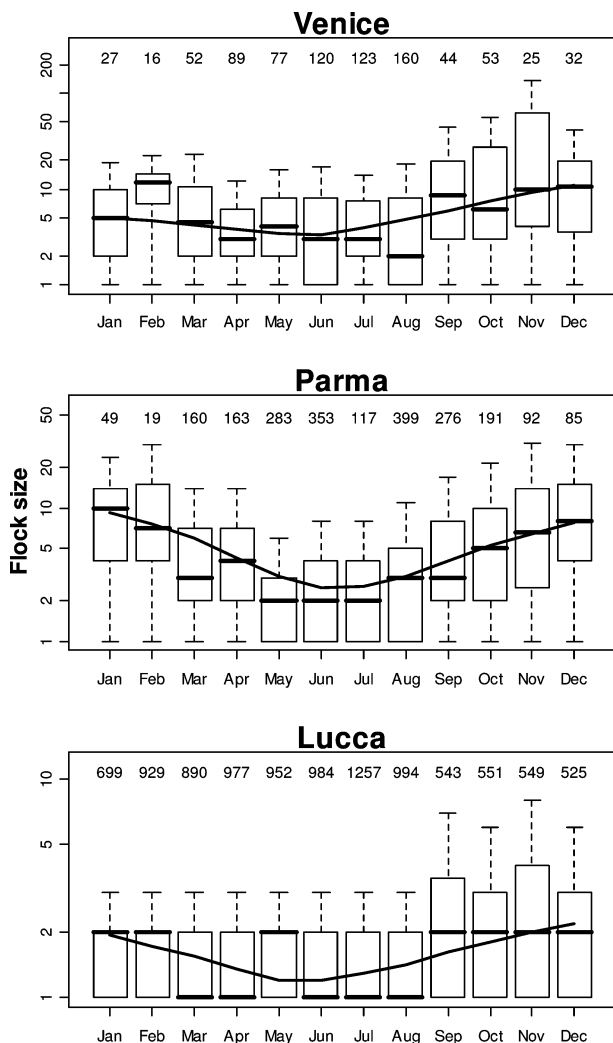 Venice
27 16 52 89 77 120 123 160 44 53 25 32
200
50
20
10
5
2
1
Jan Feb Mar Apr May Jun Jul Aug Sep Oct Nov Dec
Parma
49 19 160 163 283 353 117 399 276 191 92 85
50
20
10
5
2
1
Flock size
Jan Feb Mar Apr May Jun Jul Aug Sep Oct Nov Dec
Lucca
699 929 890 977 952 984 1257 994 543 551 549 525
10
5
2
1
Jan Feb Mar Apr May Jun Jul Aug Sep Oct Nov Dec